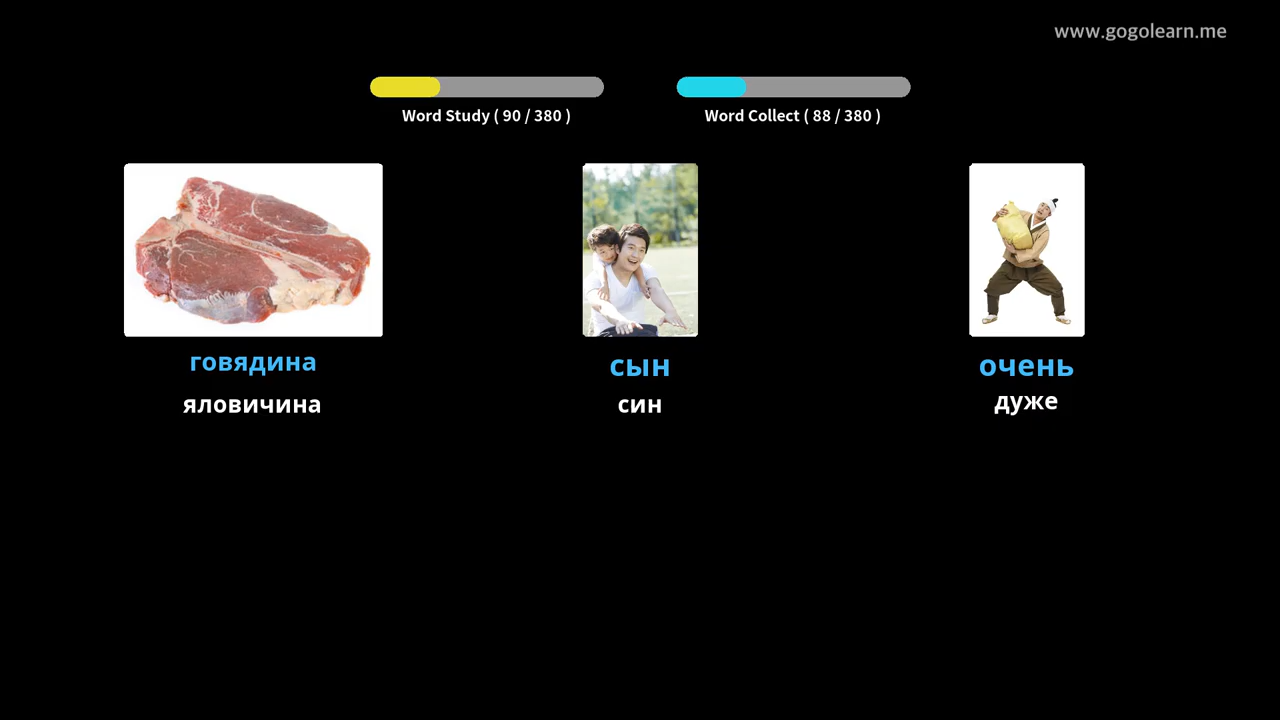 www.gogolearn.me
Word Study ( 90 / 380 )
Word Collect ( 88 / 380 )
говядина
сын
очень
яловичина
син
дуже